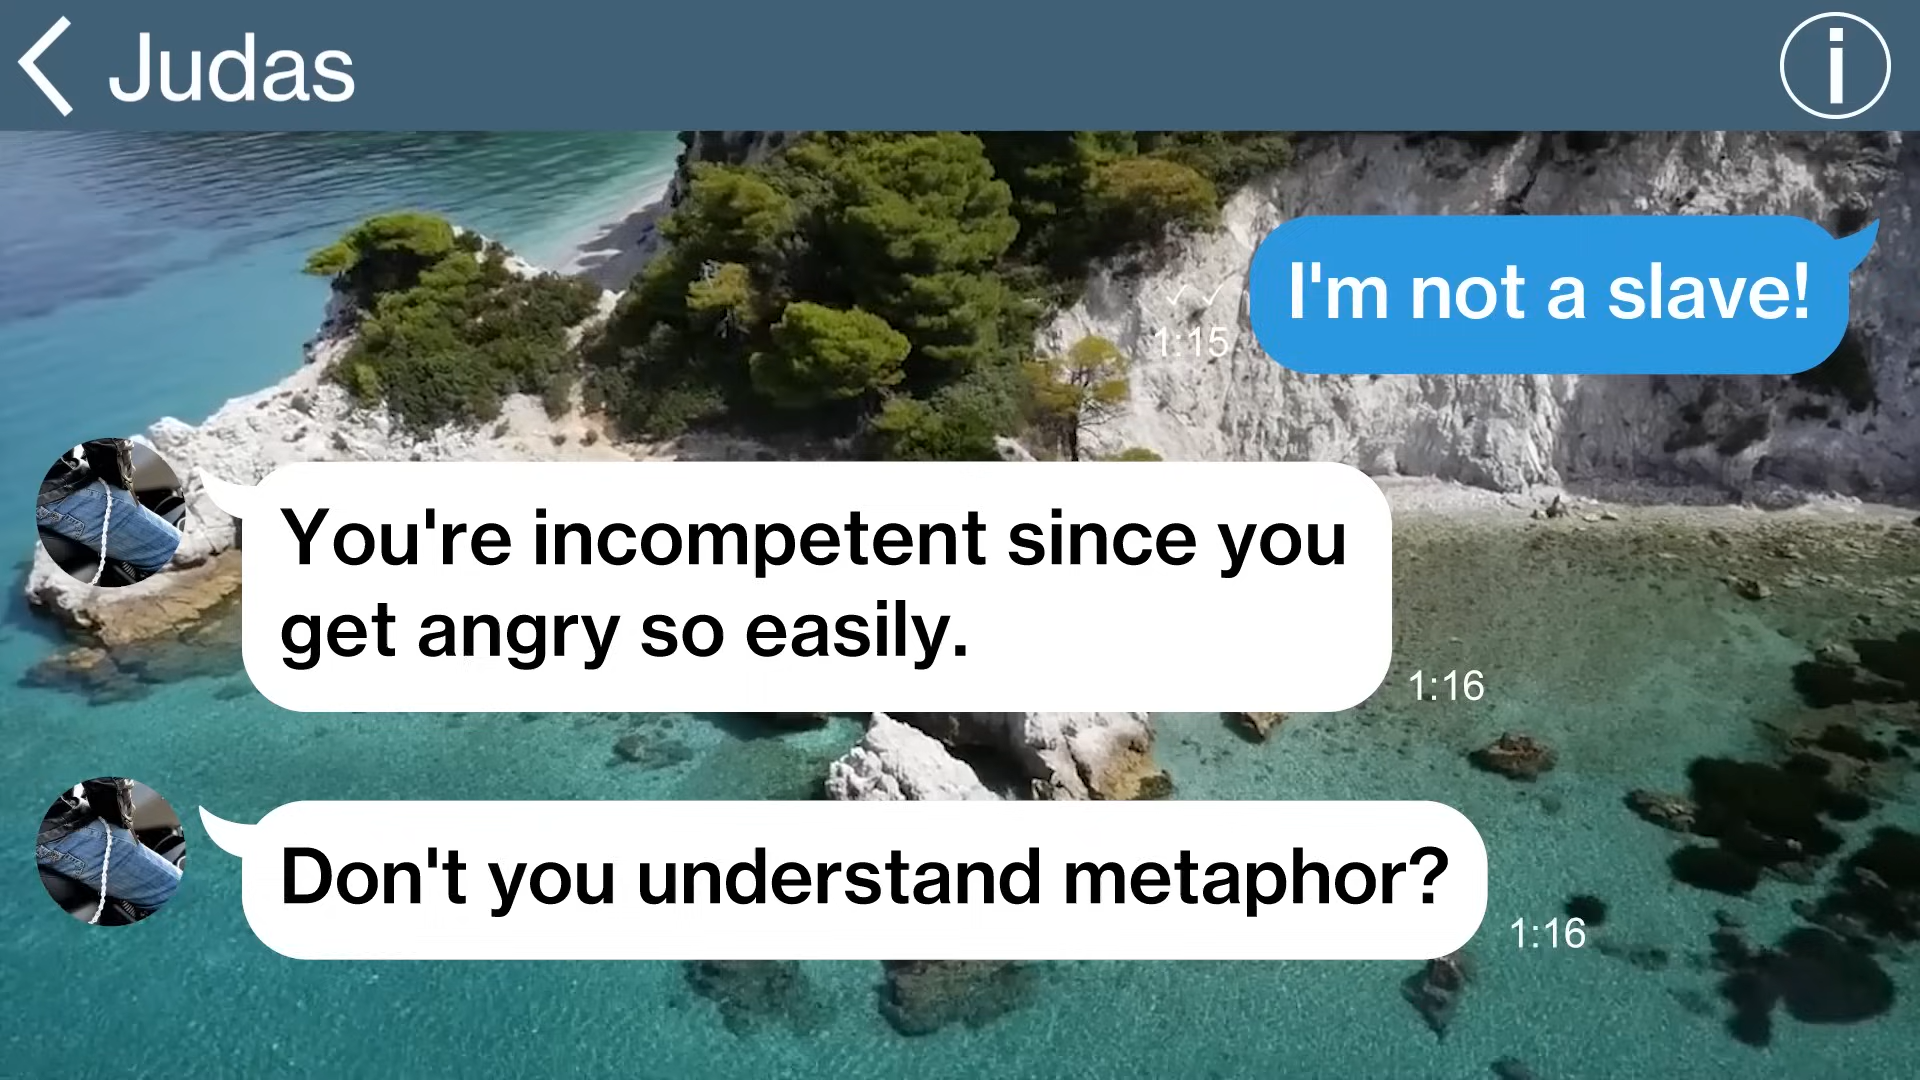 Judas
I'm not a slave!
1:15
You're incompetent since you
get angry so easily.
1:16
Don't you understand metaphor?
1:16